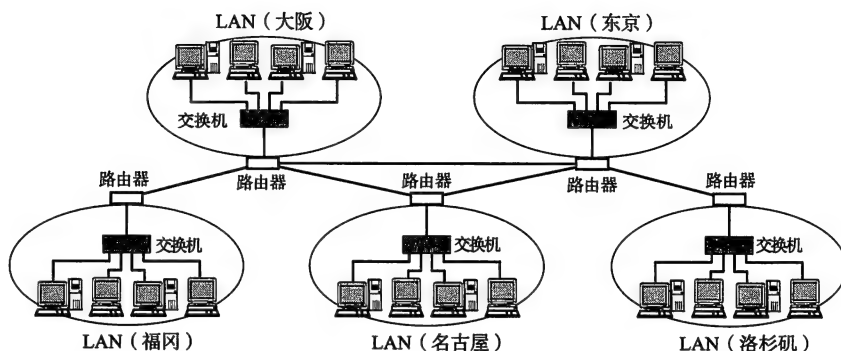 LAN（大阪）
LAN（东京）
交换机
交换机
路由器
路由器
路由器
路由器
路由器
交换机
交换机
交换机
LAN（福冈）
LAN（名古屋）
LAN（洛杉矶）